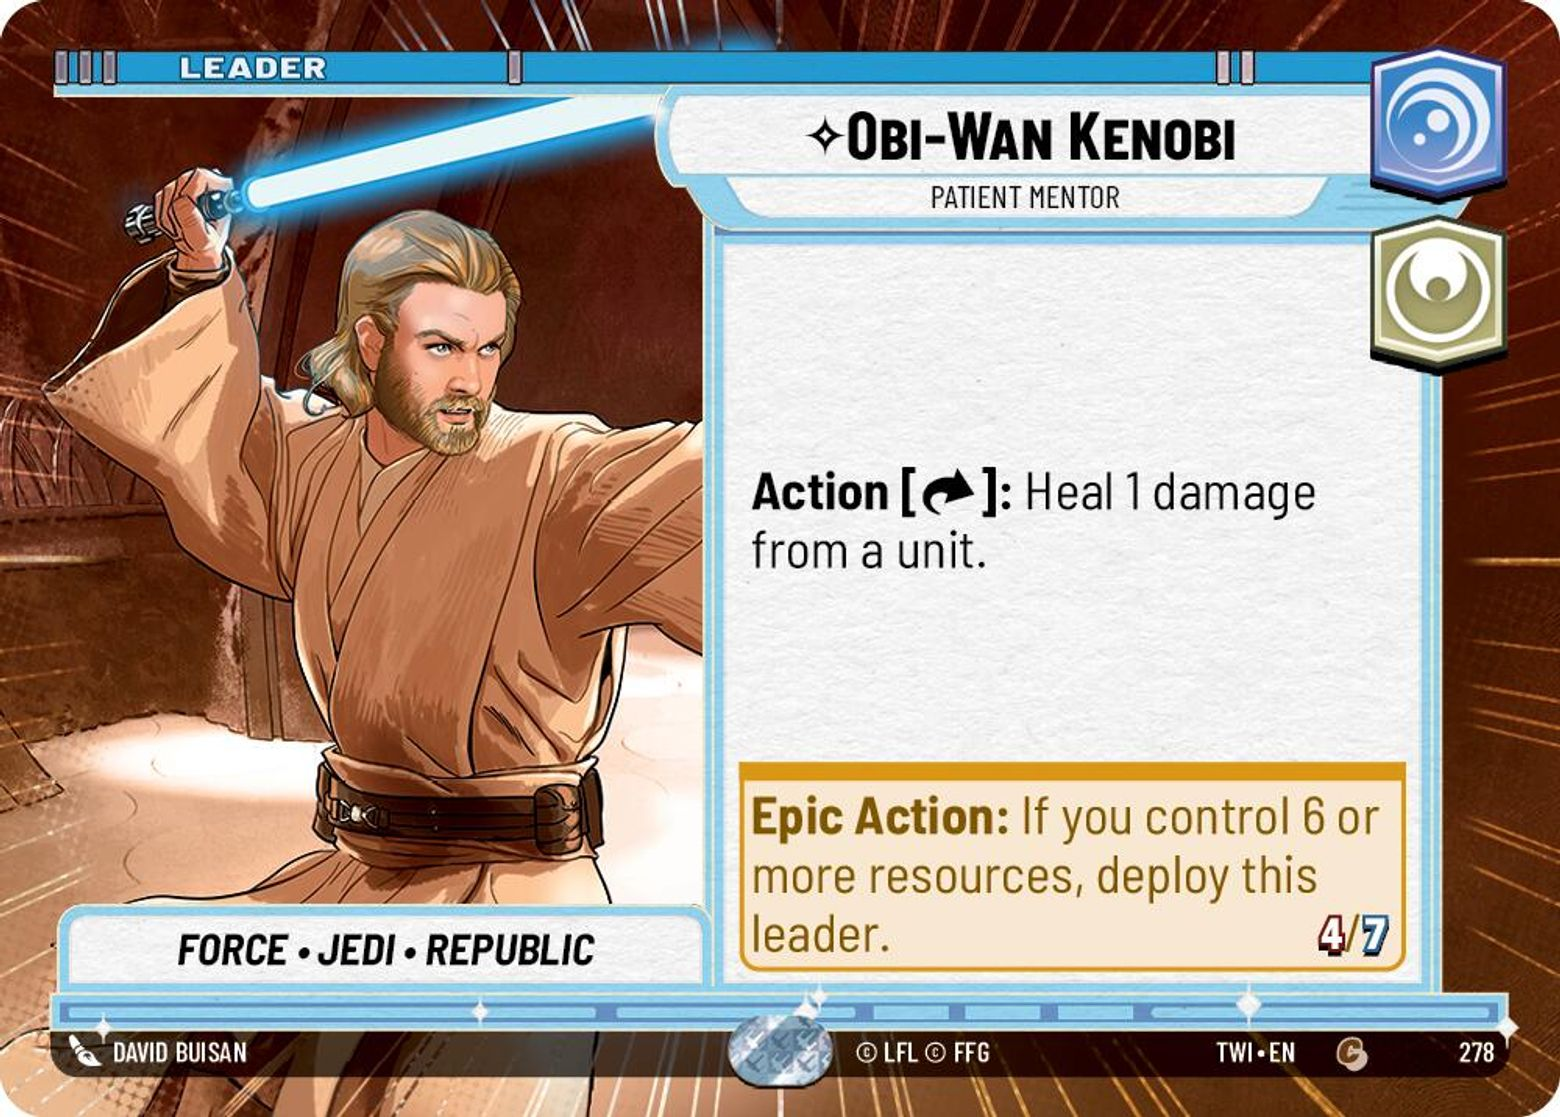 LEADER
OBI-WAN KENOBI
PATIENT MENTOR
Action [ ]: Heal 1 damage
from a unit.
Epic Action: If you control 6 or
more resources, deploy this
leader.
4/7
FORCE • JEDI • REPUBLIC
DAVID BUISAN
© LFL © FFG
TWI • EN
C
278